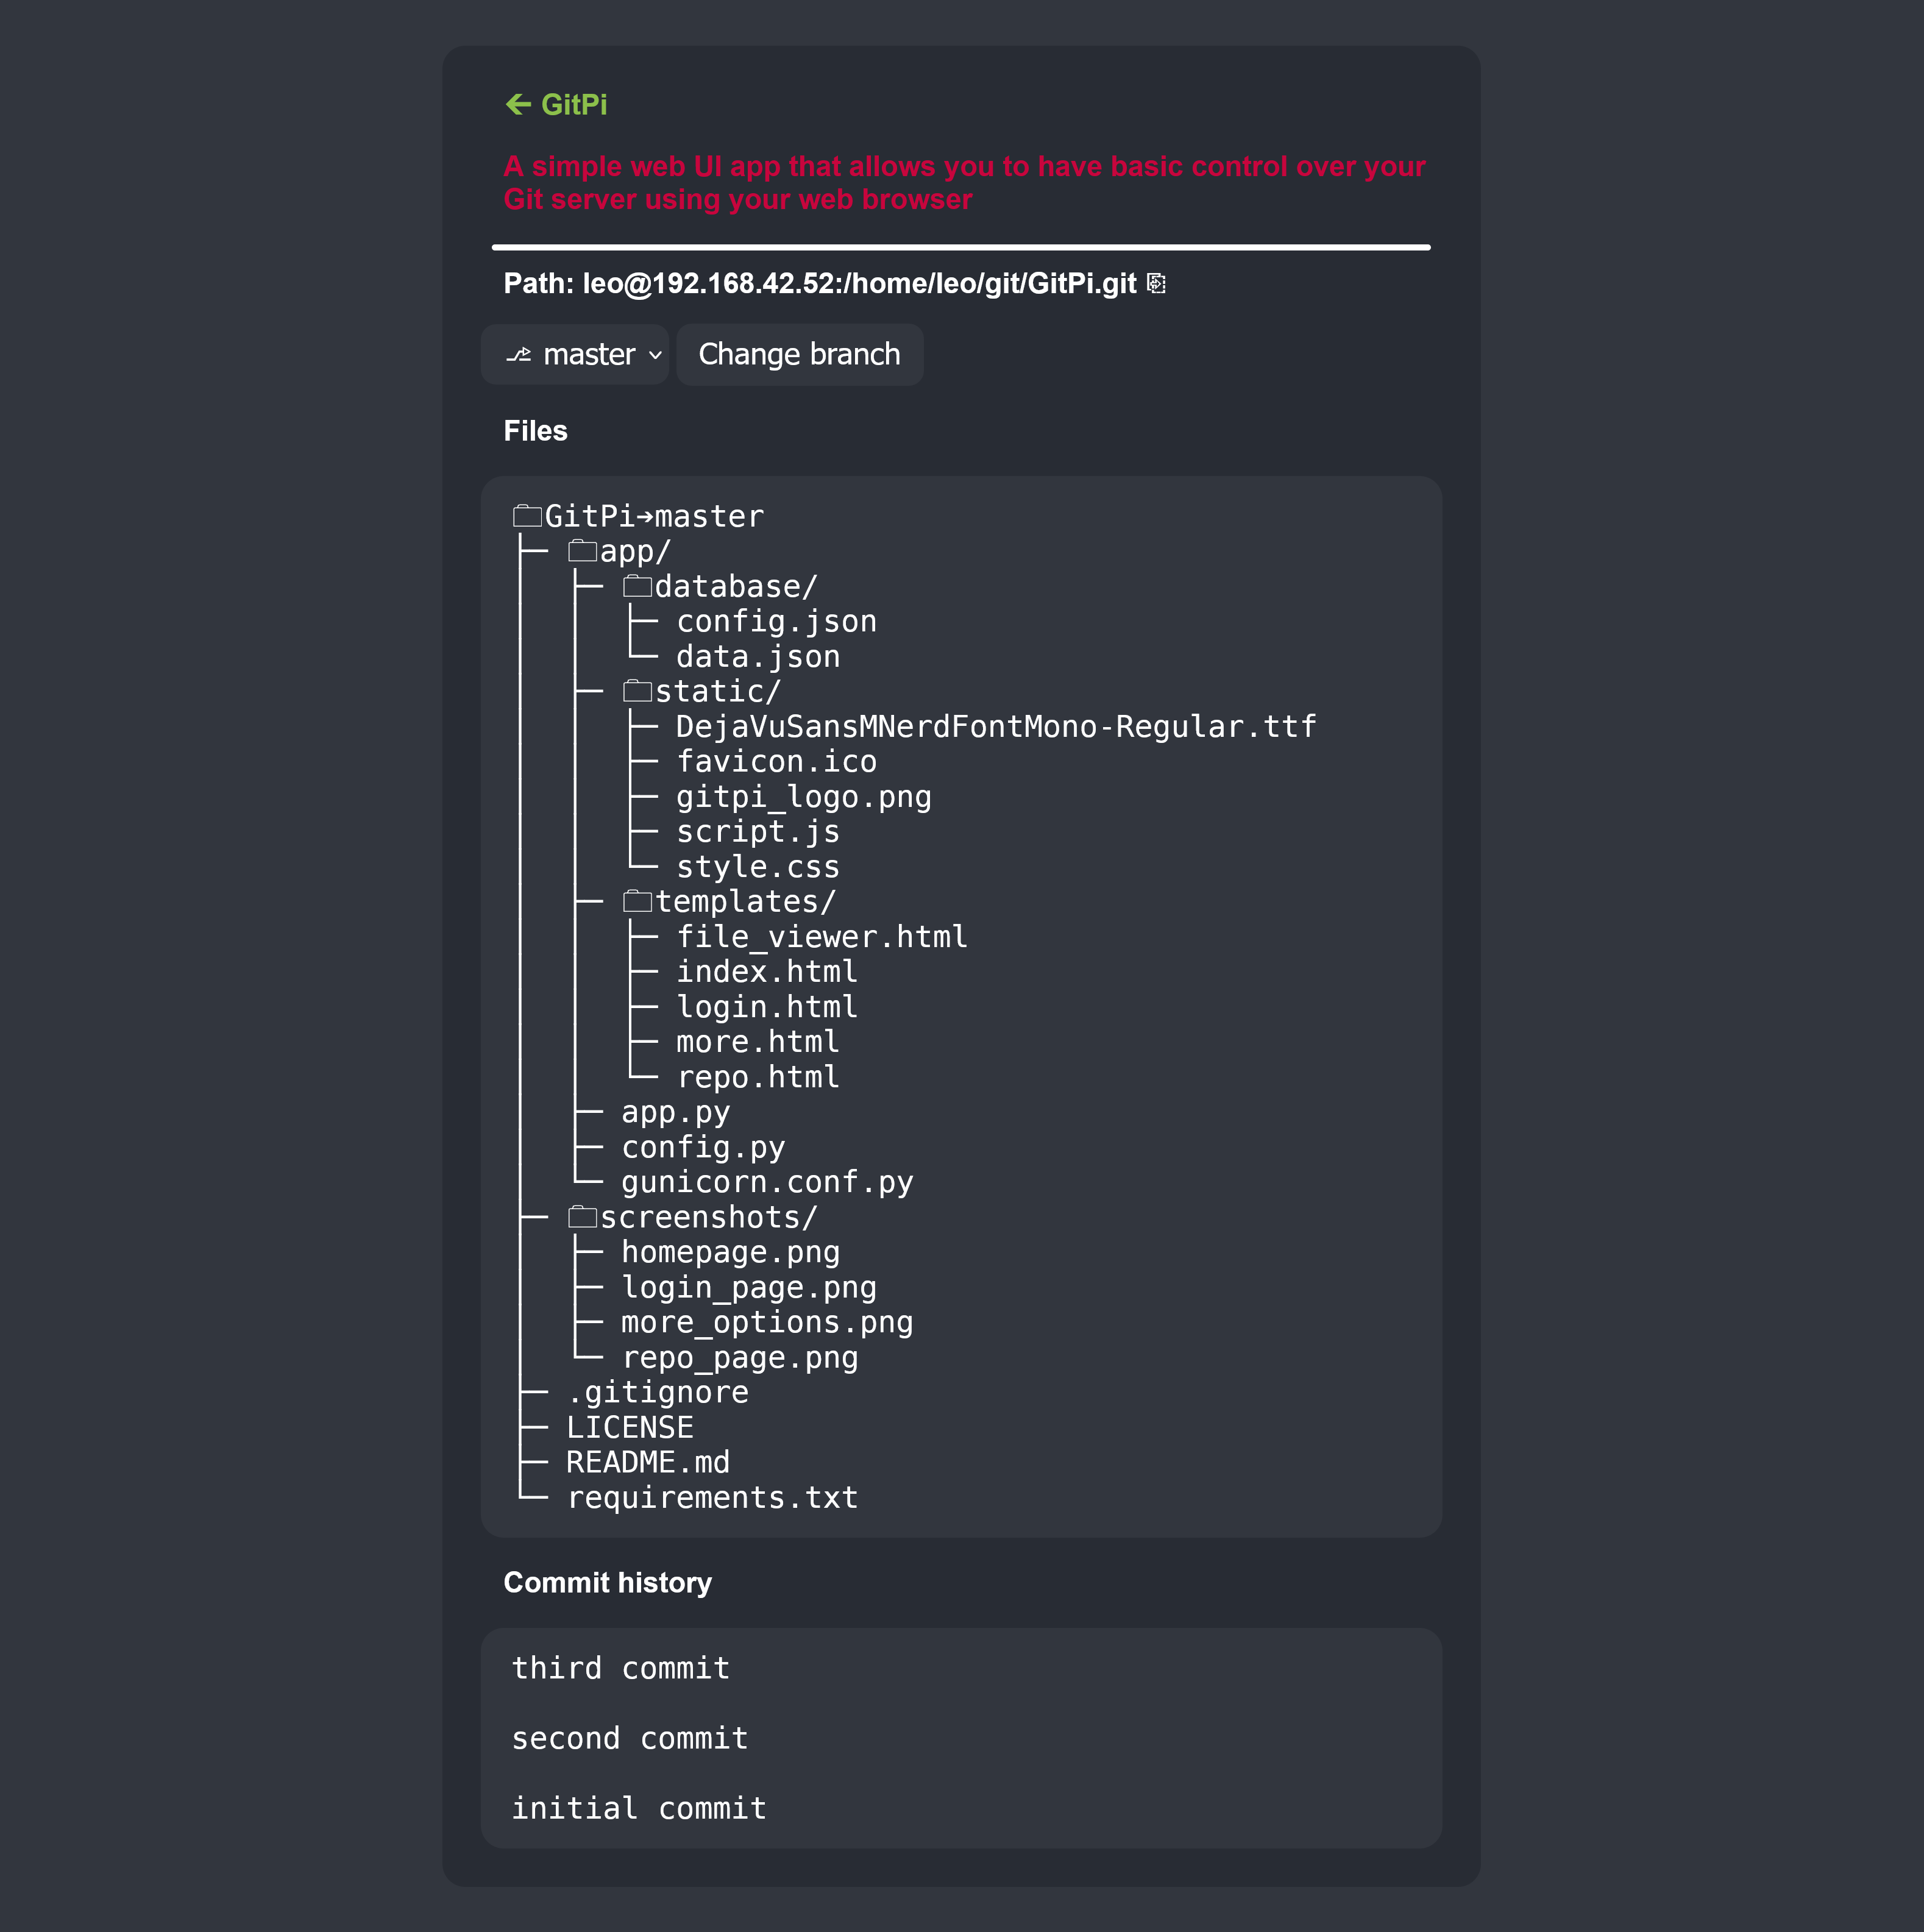 ← GitPi
A simple web UI app that allows you to have basic control over your
Git server using your web browser
Path: leo@192.168.42.52:/home/leo/git/GitPi.git
master Change branch
Files
GitPi→master
├─ app/
│  ├─ database/
│  │  ├─ config.json
│  │  └─ data.json
│  ├─ static/
│  │  ├─ DejaVuSansMNerdFontMono-Regular.ttf
│  │  ├─ favicon.ico
│  │  ├─ gitpi_logo.png
│  │  ├─ script.js
│  │  └─ style.css
│  ├─ templates/
│  │  ├─ file_viewer.html
│  │  ├─ index.html
│  │  ├─ login.html
│  │  ├─ more.html
│  │  └─ repo.html
│  ├─ app.py
│  ├─ config.py
│  └─ gunicorn.conf.py
├─ screenshots/
│  ├─ homepage.png
│  ├─ login_page.png
│  ├─ more_options.png
│  └─ repo_page.png
├─ .gitignore
├─ LICENSE
├─ README.md
└─ requirements.txt
Commit history
third commit
second commit
initial commit